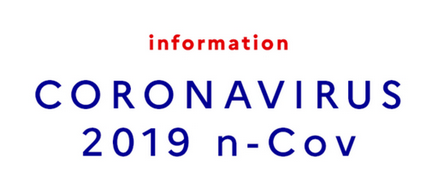 information
CORONAVIRUS
2019 n-Cov